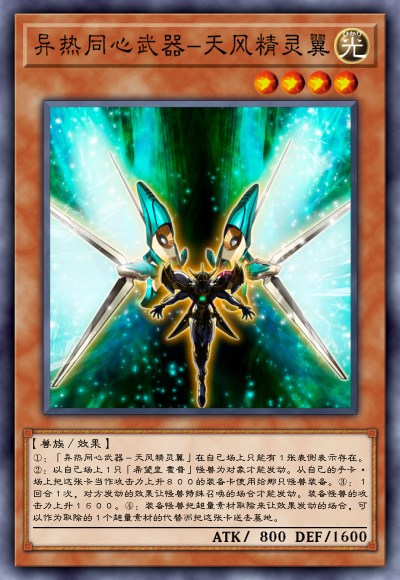 异热同心武器-天风精灵翼
光
【兽族/效果】
①：「异热同心武器-天风精灵翼」在自己场上只能有1张表侧表示存在。
②：以自己场上1只「希望皇 霍普」怪兽为对象才能发动。从自己的手卡·
场上把这张卡当作攻击力上升800的装备卡使用给那只怪兽装备。③：1
回合1次，对方发动的效果让怪兽特殊召唤的场合才能发动。装备怪兽的攻
击力上升1600。④：装备怪兽把超量素材取除来让效果发动的场合，可
以作为取除的1个超量素材的代替而把这张卡送去墓地。
ATK/ 800 DEF/1600